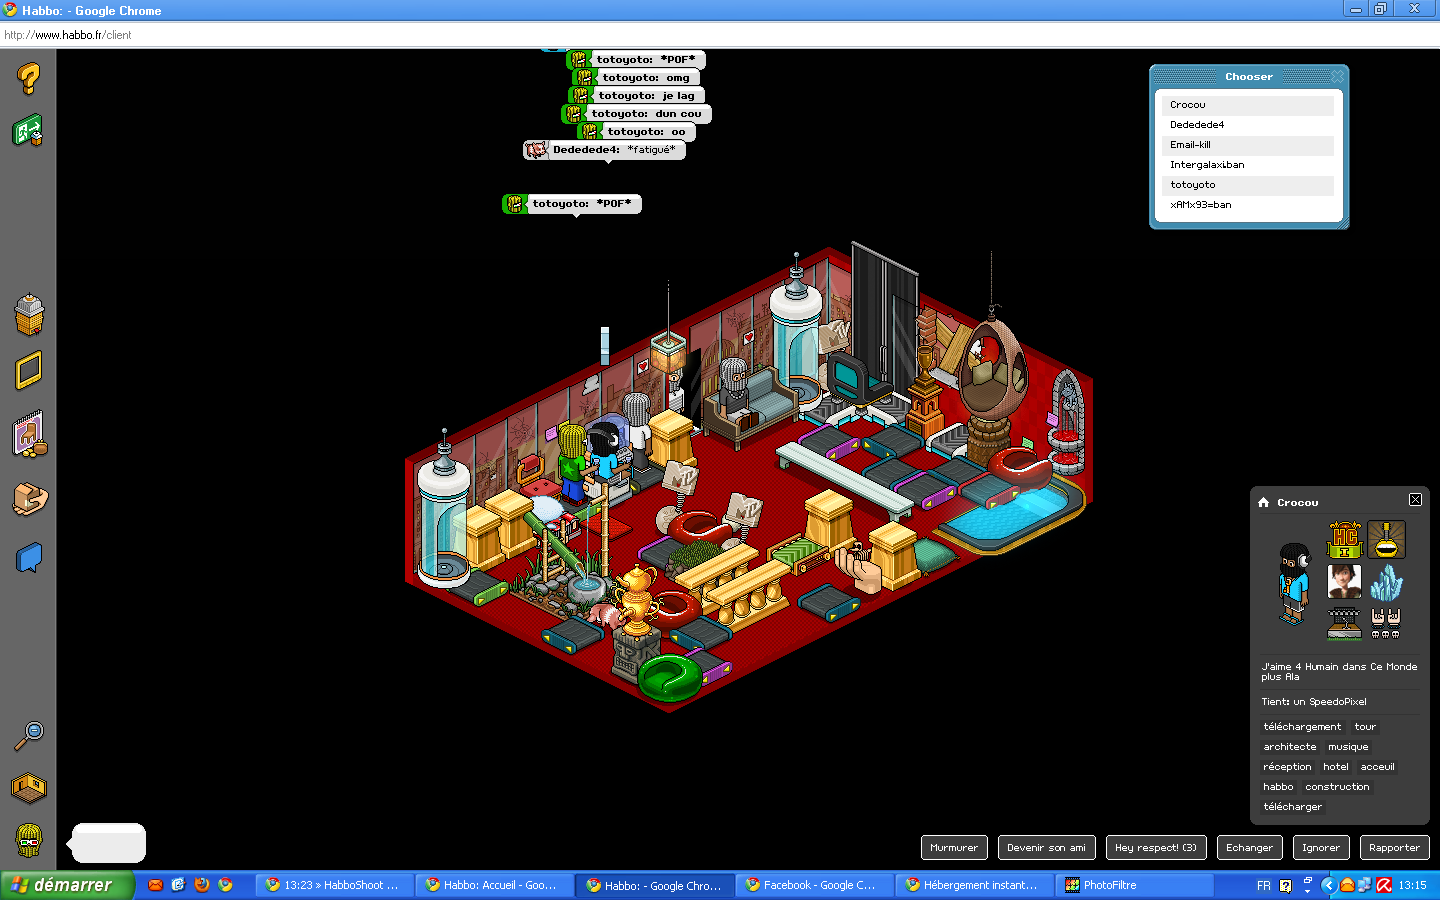 Habbo: - Google Chrome
http://www.habbo.fr/client
totoyoto: *POF*
totoyoto: omg
totoyoto: je lag
totoyoto: dun cou
totoyoto: oo
Dededede4: *fatigué*
totoyoto: *POF*
Chooser
Crocou
Dededede4
Email-kill
Intergalaxi.ban
totoyoto
xAMx93=ban
Crocou
HC
I
J'aime 4 Humain dans Ce Monde
plus Ala
Tient: un SpeedoPixel
téléchargement tour
architecte musique
réception hotel acceuil
habbo construction
télécharger
Murmurer Devenir son ami Hey respect! (3) Echanger Ignorer Rapporter
démarrer
13:23 » HabboShoot ...
Habbo: Accueil - Goo...
Habbo: - Google Chro...
Facebook - Google C...
Hébergement instant...
PhotoFiltre
FR
13:15